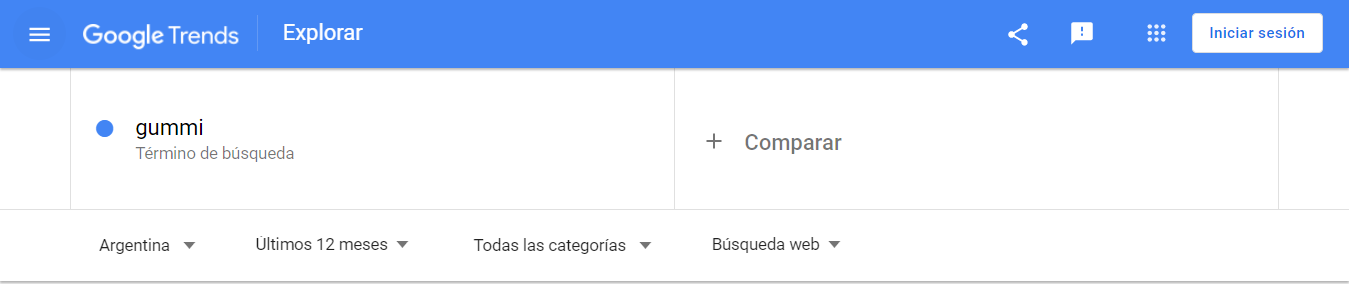 Google Trends Explorar Iniciar sesión
gummi
Término de búsqueda
+ Comparar
Argentina Últimos 12 meses Todas las categorías Búsqueda web